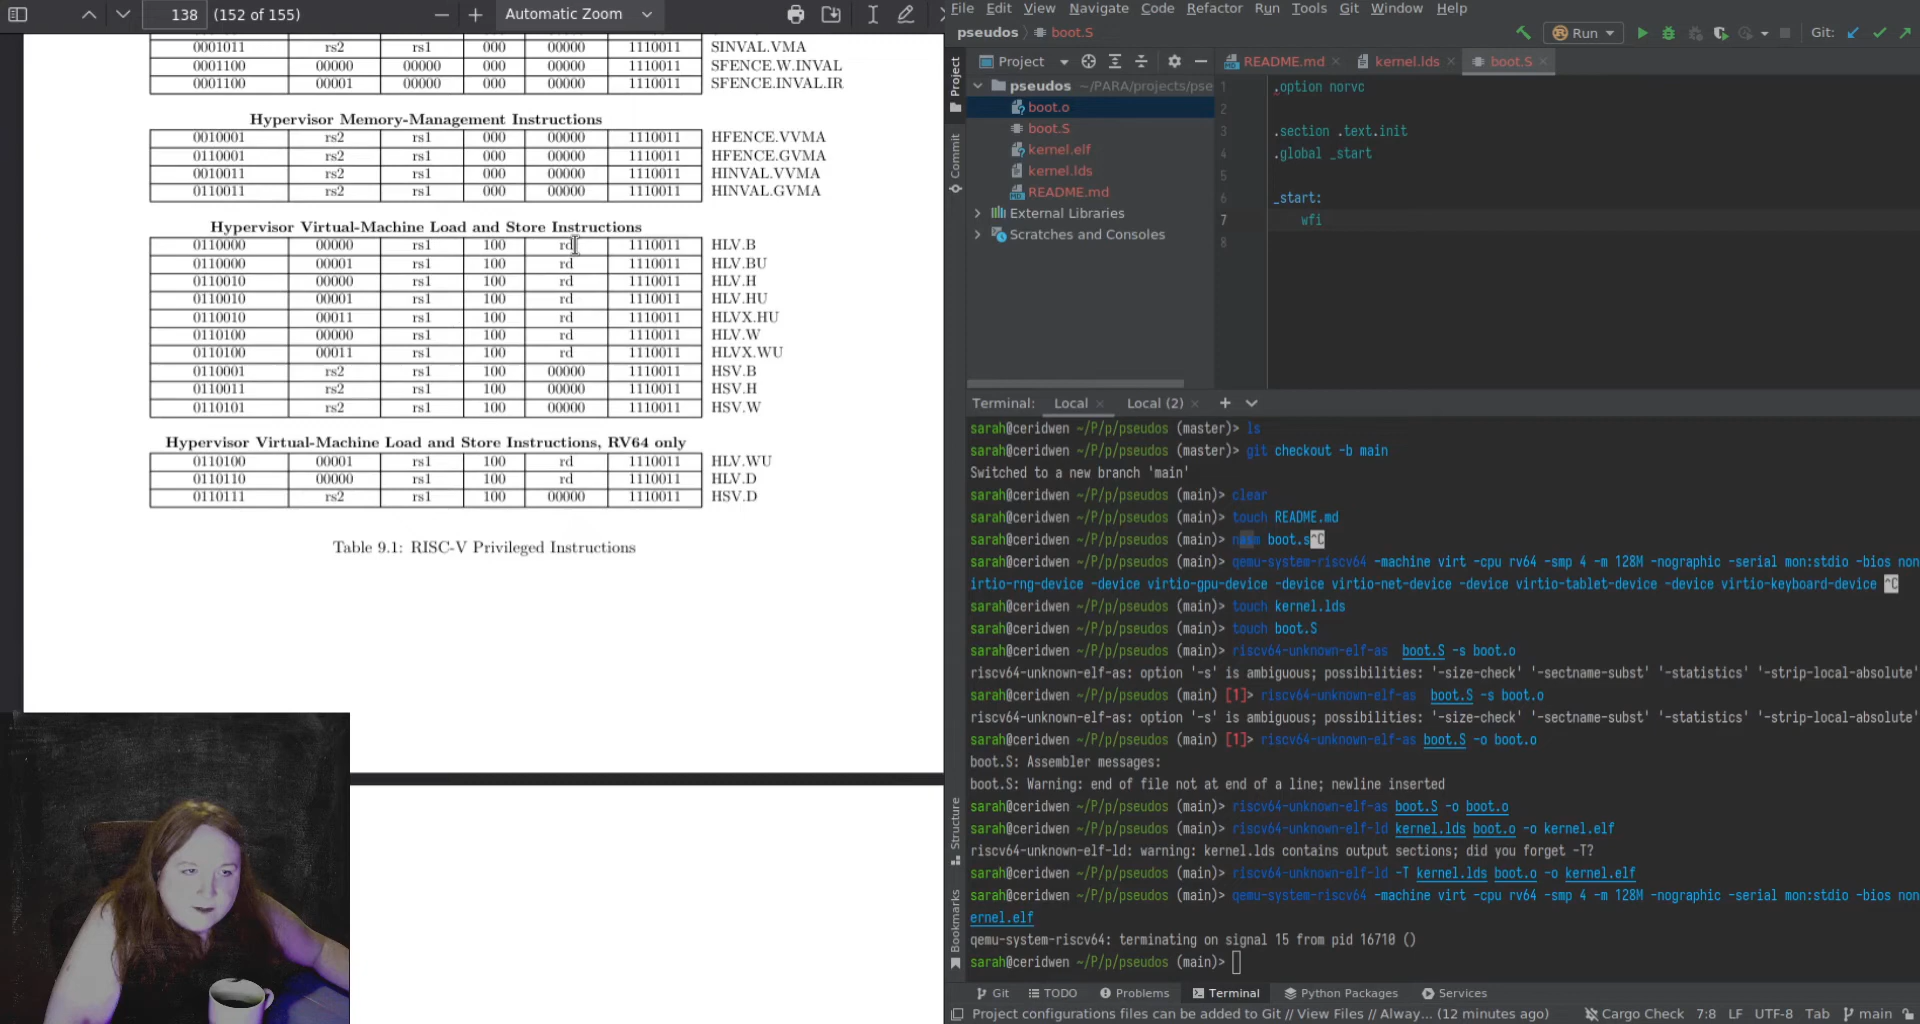 138 (152 of 155) Automatic Zoom
0001011 rs2 rs1 000 00000 1110011 SINVAL.VMA
0001100 00000 00000 000 00000 1110011 SFENCE.W.INVAL
0001100 00001 00000 000 00000 1110011 SFENCE.INVAL.IR
Hypervisor Memory-Management Instructions
0010001 rs2 rs1 000 00000 1110011 HFENCE.VVMA
0110001 rs2 rs1 000 00000 1110011 HFENCE.GVMA
0010011 rs2 rs1 000 00000 1110011 HINVAL.VVMA
0110011 rs2 rs1 000 00000 1110011 HINVAL.GVMA
Hypervisor Virtual-Machine Load and Store Instructions
0110000 00000 rs1 100 rd 1110011 HLV.B
0110000 00001 rs1 100 rd 1110011 HLV.BU
0110010 00000 rs1 100 rd 1110011 HLV.H
0110010 00001 rs1 100 rd 1110011 HLV.HU
0110010 00011 rs1 100 rd 1110011 HLVX.HU
0110100 00000 rs1 100 rd 1110011 HLV.W
0110100 00011 rs1 100 rd 1110011 HLVX.WU
0110001 rs2 rs1 100 00000 1110011 HSV.B
0110011 rs2 rs1 100 00000 1110011 HSV.H
0110101 rs2 rs1 100 00000 1110011 HSV.W
Hypervisor Virtual-Machine Load and Store Instructions, RV64 only
0110100 00001 rs1 100 rd 1110011 HLV.WU
0110110 00000 rs1 100 rd 1110011 HLV.D
0110111 rs2 rs1 100 00000 1110011 HSV.D
Table 9.1: RISC-V Privileged Instructions
File Edit View Navigate Code Refactor Run Tools Git Window Help
pseudos boot.S Run Git:
Project README.md kernel.lds boot.S
Project
Commit
Structure
Bookmarks
pseudos ~/PARA/projects/pse
boot.o
boot.S
kernel.elf
kernel.lds
README.md
External Libraries
Scratches and Consoles
1 .option norvc
2
3 .section .text.init
4 .global _start
5
6 _start:
7 wfi
8
Terminal: Local Local (2)
sarah@ceridwen ~/P/p/pseudos (master)> ls
sarah@ceridwen ~/P/p/pseudos (master)> git checkout -b main
Switched to a new branch 'main'
sarah@ceridwen ~/P/p/pseudos (main)> clear
sarah@ceridwen ~/P/p/pseudos (main)> touch README.md
sarah@ceridwen ~/P/p/pseudos (main)> nasm boot.s^C
sarah@ceridwen ~/P/p/pseudos (main)> qemu-system-riscv64 -machine virt -cpu rv64 -smp 4 -m 128M -nographic -serial mon:stdio -bios non
irtio-rng-device -device virtio-gpu-device -device virtio-net-device -device virtio-tablet-device -device virtio-keyboard-device ^C
sarah@ceridwen ~/P/p/pseudos (main)> touch kernel.lds
sarah@ceridwen ~/P/p/pseudos (main)> touch boot.S
sarah@ceridwen ~/P/p/pseudos (main)> riscv64-unknown-elf-as boot.S -s boot.o
riscv64-unknown-elf-as: option '-s' is ambiguous; possibilities: '-size-check' '-sectname-subst' '-statistics' '-strip-local-absolute'
sarah@ceridwen ~/P/p/pseudos (main) [1]> riscv64-unknown-elf-as boot.S -s boot.o
riscv64-unknown-elf-as: option '-s' is ambiguous; possibilities: '-size-check' '-sectname-subst' '-statistics' '-strip-local-absolute'
sarah@ceridwen ~/P/p/pseudos (main) [1]> riscv64-unknown-elf-as boot.S -o boot.o
boot.S: Assembler messages:
boot.S: Warning: end of file not at end of a line; newline inserted
sarah@ceridwen ~/P/p/pseudos (main)> riscv64-unknown-elf-as boot.S -o boot.o
sarah@ceridwen ~/P/p/pseudos (main)> riscv64-unknown-elf-ld kernel.lds boot.o -o kernel.elf
riscv64-unknown-elf-ld: warning: kernel.lds contains output sections; did you forget -T?
sarah@ceridwen ~/P/p/pseudos (main)> riscv64-unknown-elf-ld -T kernel.lds boot.o -o kernel.elf
sarah@ceridwen ~/P/p/pseudos (main)> qemu-system-riscv64 -machine virt -cpu rv64 -smp 4 -m 128M -nographic -serial mon:stdio -bios non
ernel.elf
qemu-system-riscv64: terminating on signal 15 from pid 16710 ()
sarah@ceridwen ~/P/p/pseudos (main)>
Git TODO Problems Terminal Python Packages Services
Project configurations files can be added to Git // View Files // Alway... (12 minutes ago) Cargo Check 7:8 LF UTF-8 Tab main